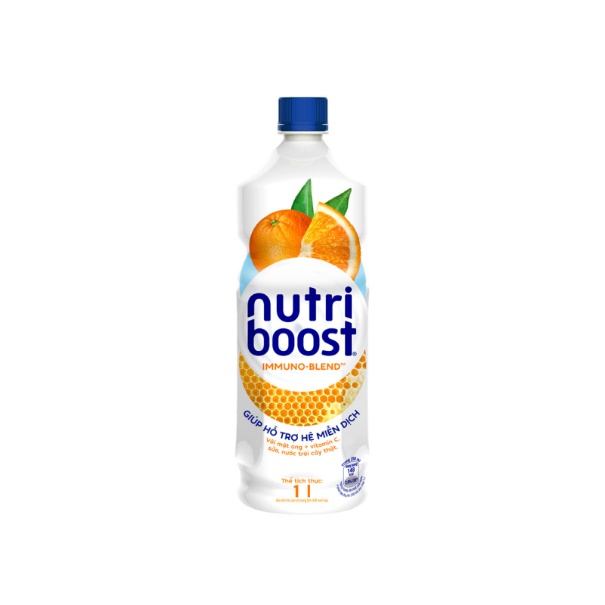 nutri
boost®
IMMUNO-BLEND™
GIÚP HỖ TRỢ HỆ MIỄN DỊCH
Với mật ong + vitamin C,
sữa, nước trái cây thật.
Thể tích thực:
1 l